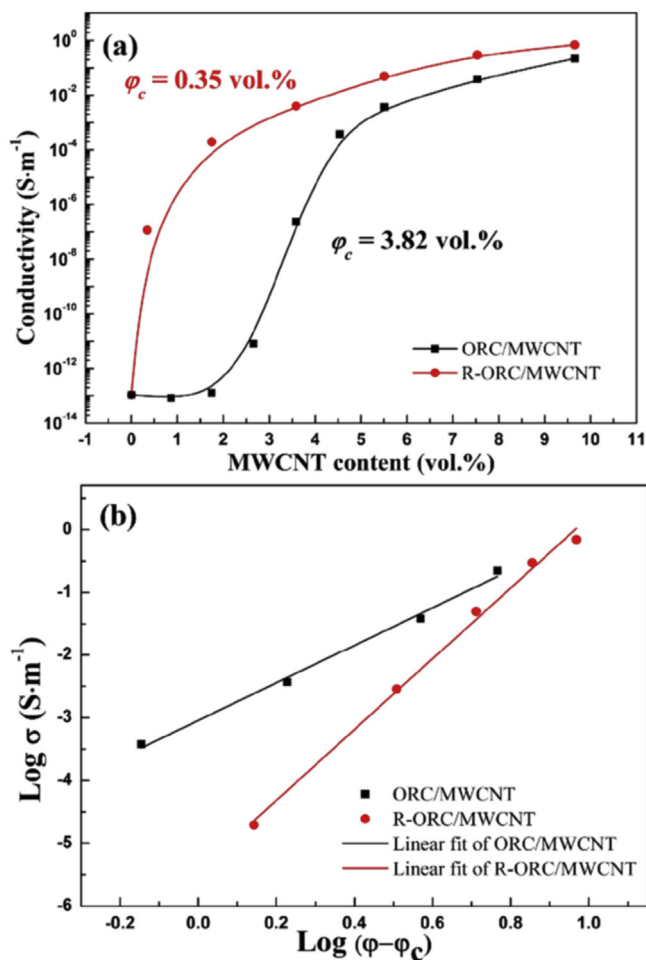 (a)
φc = 0.35 vol.%
φc = 3.82 vol.%
Conductivity (S·m⁻¹)
10⁰
10⁻²
10⁻⁴
10⁻⁶
10⁻⁸
10⁻¹⁰
10⁻¹²
10⁻¹⁴
ORC/MWCNT
R-ORC/MWCNT
-1 0 1 2 3 4 5 6 7 8 9 10 11
MWCNT content (vol.%)
(b)
Log σ (S·m⁻¹)
0
-1
-2
-3
-4
-5
-6
ORC/MWCNT
R-ORC/MWCNT
Linear fit of ORC/MWCNT
Linear fit of R-ORC/MWCNT
-0.2 0.0 0.2 0.4 0.6 0.8 1.0
Log (φ−φc)